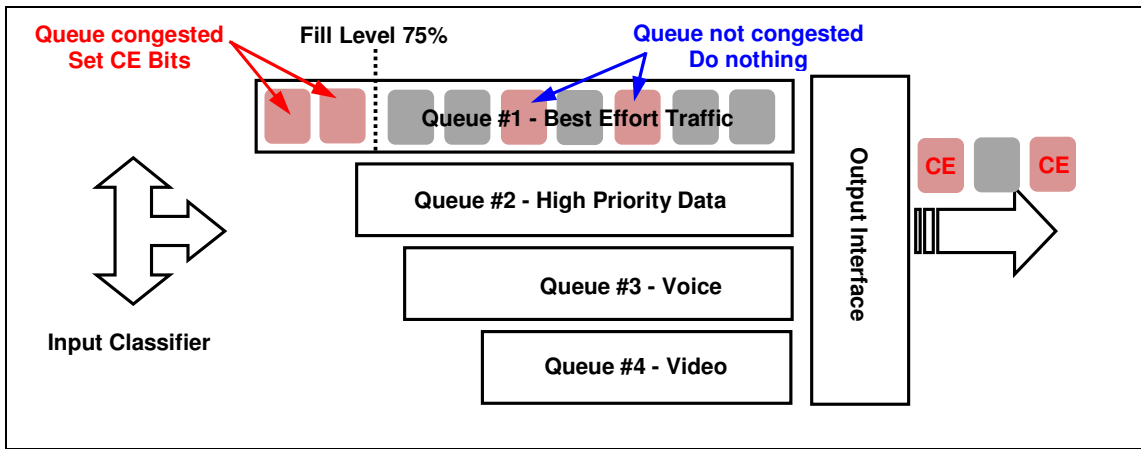 Queue congested
Set CE Bits
Fill Level 75%
Queue not congested
Do nothing
Queue #1 - Best Effort Traffic
Queue #2 - High Priority Data
Queue #3 - Voice
Queue #4 - Video
Input Classifier
Output Interface
CE
CE